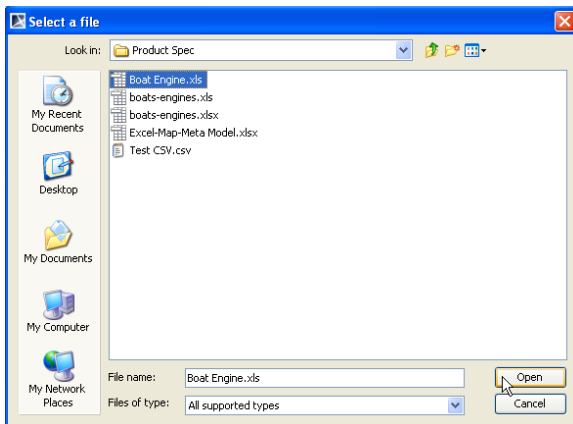 Select a file
Look in: Product Spec
My Recent
Documents
Desktop
My Documents
My Computer
My Network
Places
Boat Engine.xls
boats-engines.xls
boats-engines.xlsx
Excel-Map-Meta Model.xlsx
Test CSV.csv
File name: Boat Engine.xls Open
Files of type: All supported types Cancel